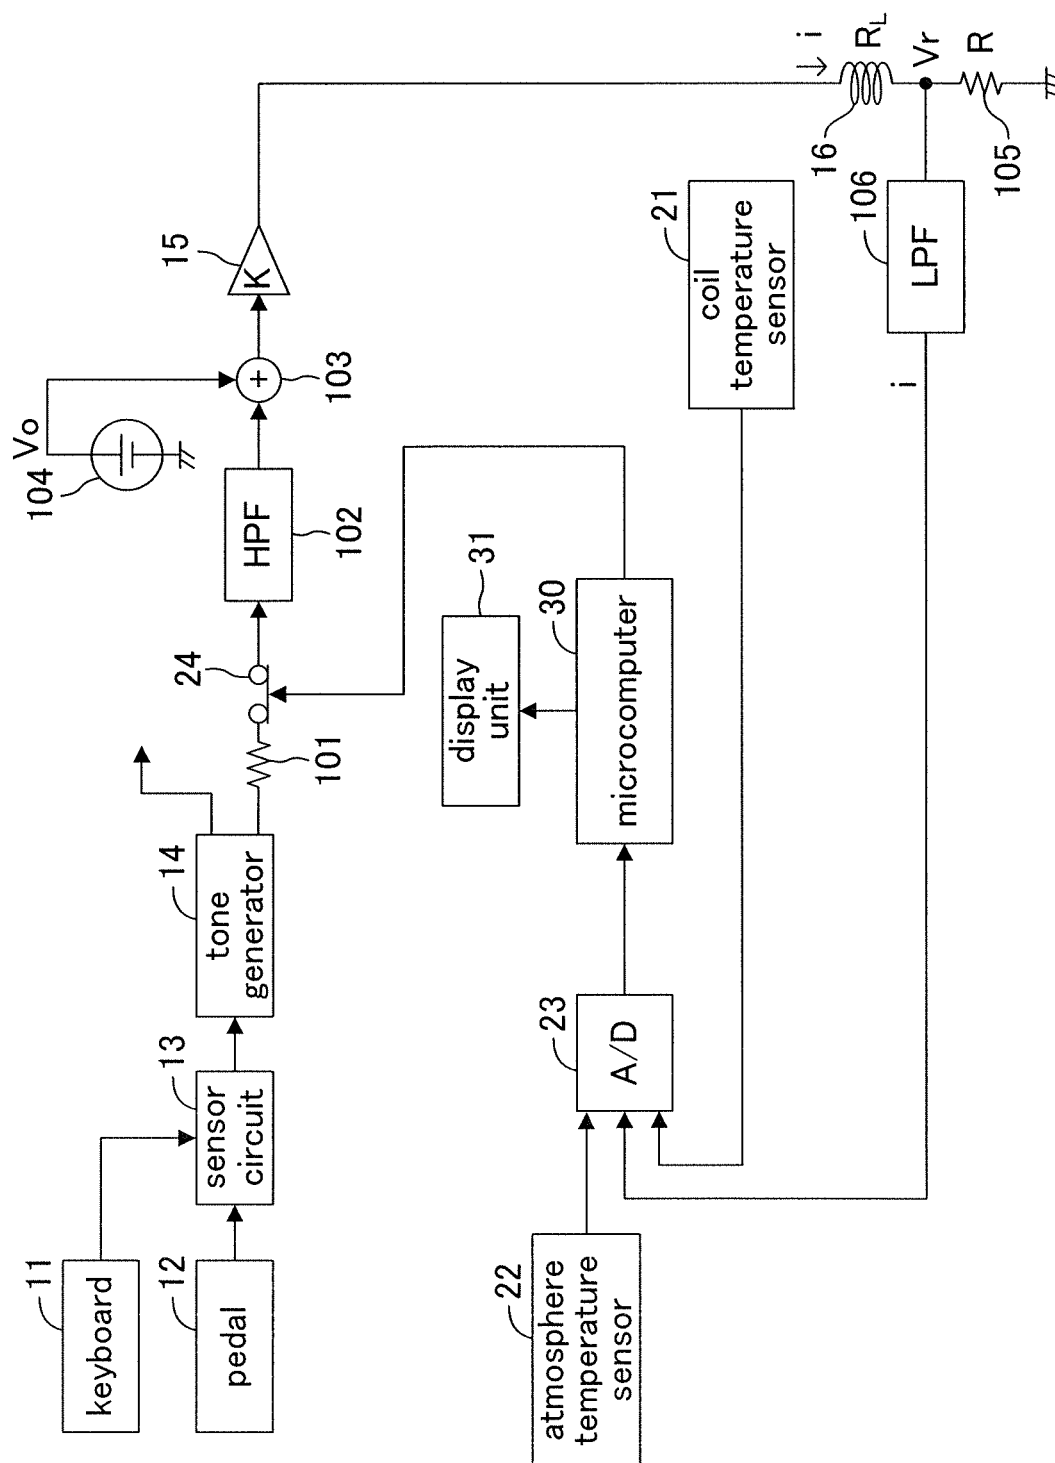 11
keyboard
12
pedal
13
sensor
circuit
14
tone
generator
101
24
HPF
102
Vo
104
+
103
15
K
i
16
RL
Vr
R
105
106
LPF
i
21
coil
temperature
sensor
31
display
unit
30
microcomputer
23
A/D
22
atmosphere
temperature
sensor